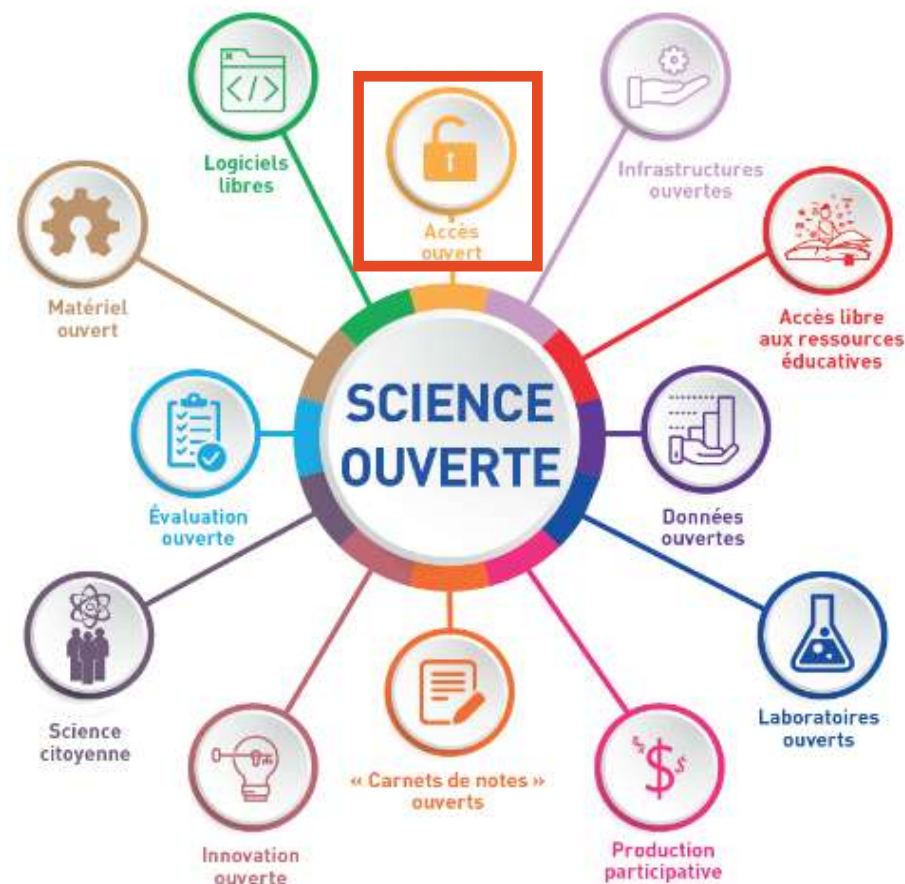 Logiciels
libres
Accès
ouvert
Infrastructures
ouvertes
Matériel
ouvert
Accès libre
aux ressources
éducatives
SCIENCE
OUVERTE
Évaluation
ouverte
Données
ouvertes
Science
citoyenne
Laboratoires
ouverts
« Carnets de notes »
ouverts
Innovation
ouverte
Production
participative